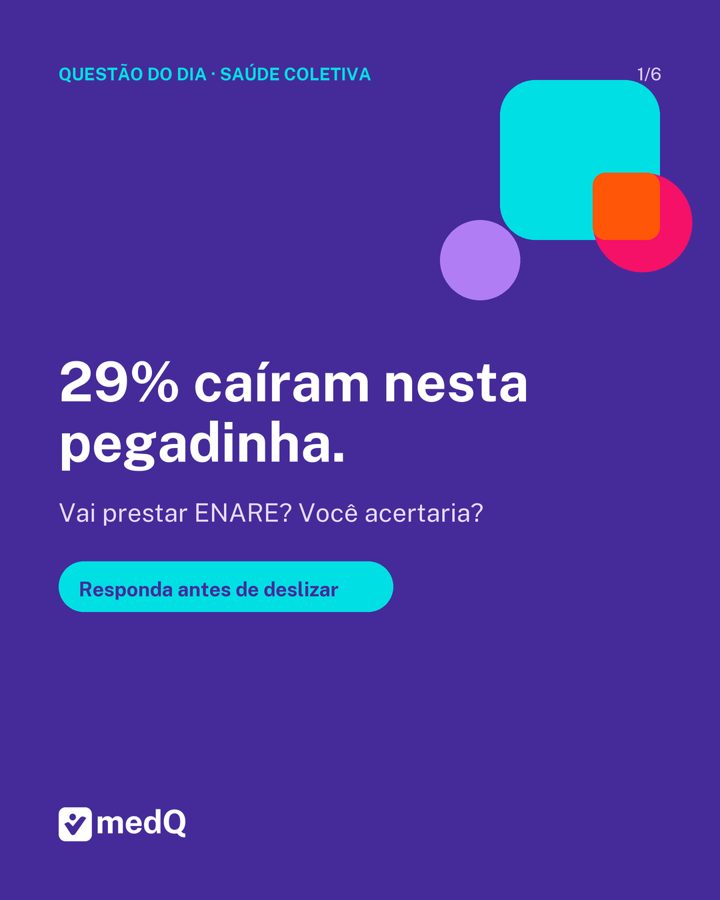 QUESTÃO DO DIA · SAÚDE COLETIVA
1/6
29% caíram nesta
pegadinha.
Vai prestar ENARE? Você acertaria?
Responda antes de deslizar
medQ